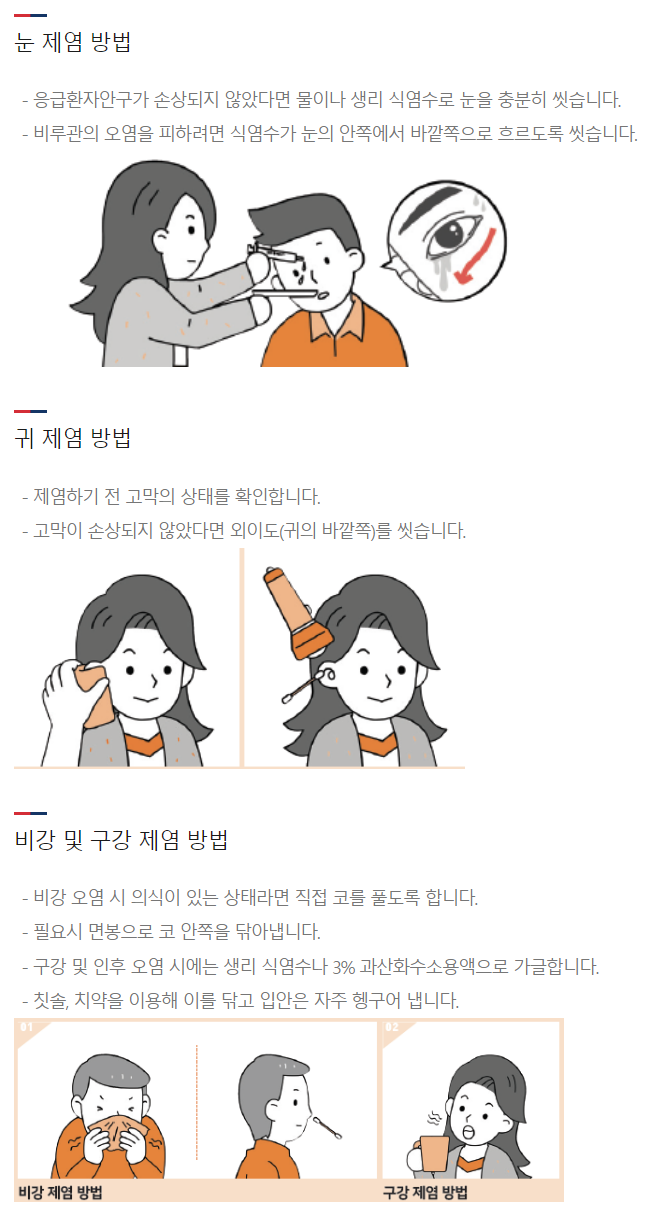 눈 제염 방법
- 응급환자안구가 손상되지 않았다면 물이나 생리 식염수로 눈을 충분히 씻습니다.
- 비루관의 오염을 피하려면 식염수가 눈의 안쪽에서 바깥쪽으로 흐르도록 씻습니다.
귀 제염 방법
- 제염하기 전 고막의 상태를 확인합니다.
- 고막이 손상되지 않았다면 외이도(귀의 바깥쪽)를 씻습니다.
비강 및 구강 제염 방법
- 비강 오염 시 의식이 있는 상태라면 직접 코를 풀도록 합니다.
- 필요시 면봉으로 코 안쪽을 닦아냅니다.
- 구강 및 인후 오염 시에는 생리 식염수나 3% 과산화수소용액으로 가글합니다.
- 칫솔, 치약을 이용해 이를 닦고 입안은 자주 헹구어 냅니다.
01
02
비강 제염 방법
구강 제염 방법